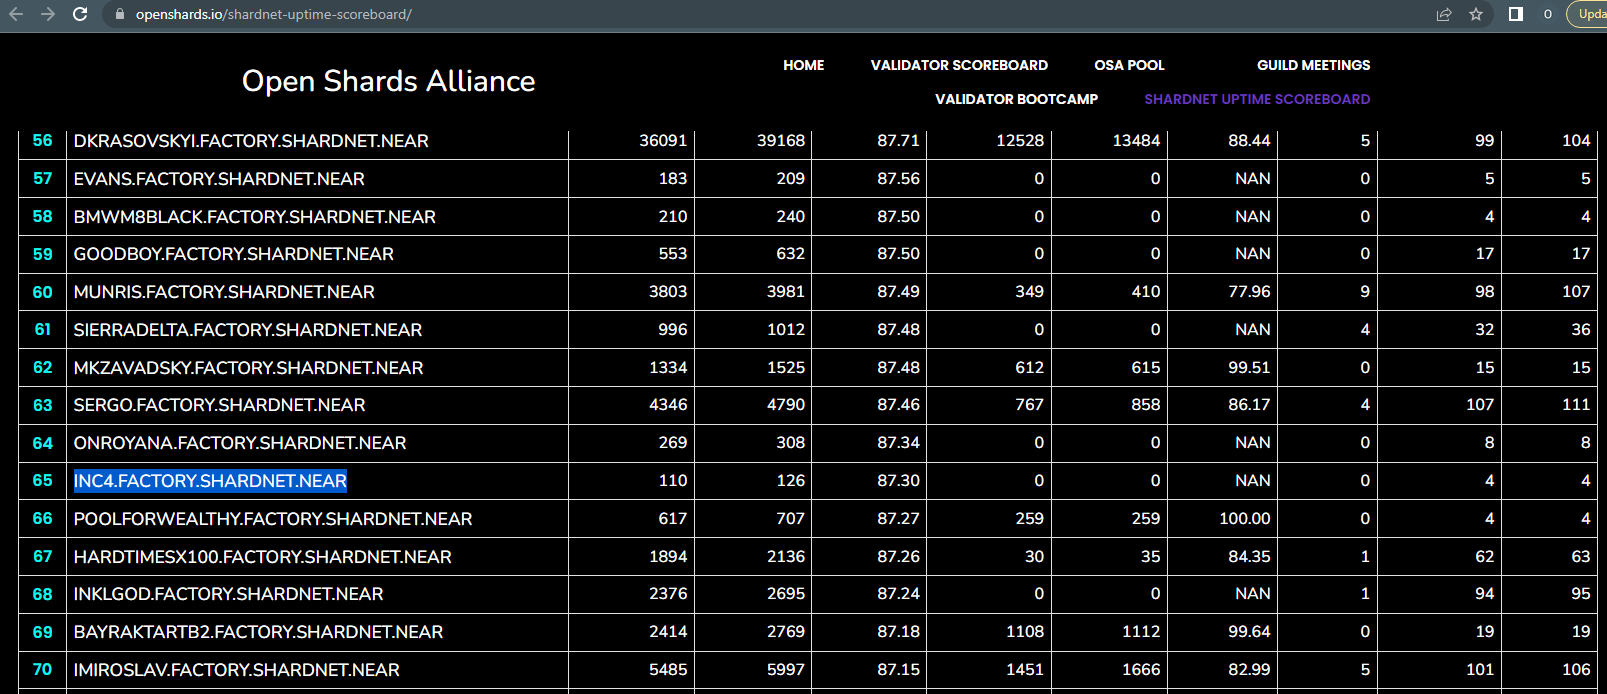 openshards.io/shardnet-uptime-scoreboard/
Open Shards Alliance
HOME VALIDATOR SCOREBOARD OSA POOL GUILD MEETINGS
VALIDATOR BOOTCAMP SHARDNET UPTIME SCOREBOARD
56 DKRASOVSKYI.FACTORY.SHARDNET.NEAR 36091 39168 87.71 12528 13484 88.44 5 99 104
57 EVANS.FACTORY.SHARDNET.NEAR 183 209 87.56 0 0 NAN 0 5 5
58 BMWM8BLACK.FACTORY.SHARDNET.NEAR 210 240 87.50 0 0 NAN 0 4 4
59 GOODBOY.FACTORY.SHARDNET.NEAR 553 632 87.50 0 0 NAN 0 17 17
60 MUNRIS.FACTORY.SHARDNET.NEAR 3803 3981 87.49 349 410 77.96 9 98 107
61 SIERRADELTA.FACTORY.SHARDNET.NEAR 996 1012 87.48 0 0 NAN 4 32 36
62 MKZAVADSKY.FACTORY.SHARDNET.NEAR 1334 1525 87.48 612 615 99.51 0 15 15
63 SERGO.FACTORY.SHARDNET.NEAR 4346 4790 87.46 767 858 86.17 4 107 111
64 ONROYANA.FACTORY.SHARDNET.NEAR 269 308 87.34 0 0 NAN 0 8 8
65 INC4.FACTORY.SHARDNET.NEAR 110 126 87.30 0 0 NAN 0 4 4
66 POOLFORWEALTHY.FACTORY.SHARDNET.NEAR 617 707 87.27 259 259 100.00 0 4 4
67 HARDTIMESX100.FACTORY.SHARDNET.NEAR 1894 2136 87.26 30 35 84.35 1 62 63
68 INKLGOD.FACTORY.SHARDNET.NEAR 2376 2695 87.24 0 0 NAN 1 94 95
69 BAYRAKTARTB2.FACTORY.SHARDNET.NEAR 2414 2769 87.18 1108 1112 99.64 0 19 19
70 IMIROSLAV.FACTORY.SHARDNET.NEAR 5485 5997 87.15 1451 1666 82.99 5 101 106